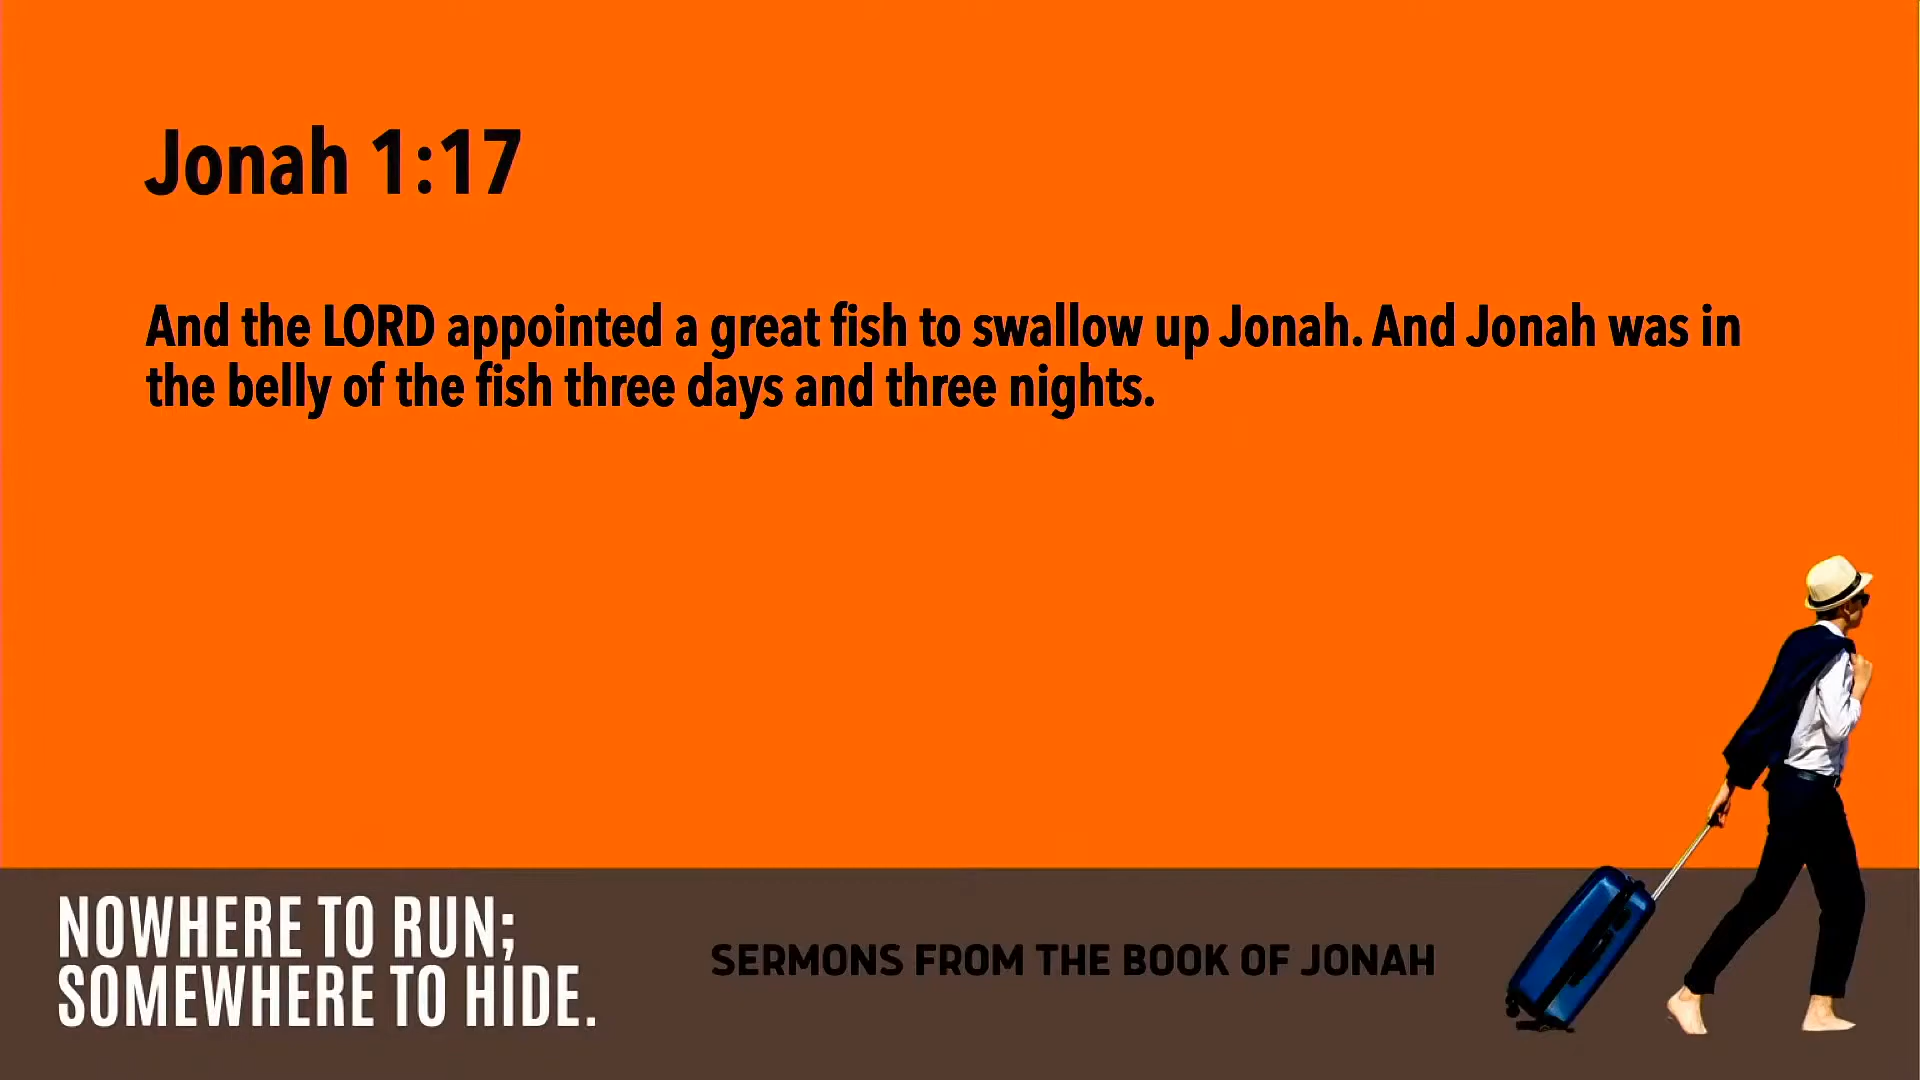 Jonah 1:17
And the LORD appointed a great fish to swallow up Jonah. And Jonah was in
the belly of the fish three days and three nights.
NOWHERE TO RUN;
SOMEWHERE TO HIDE.
SERMONS FROM THE BOOK OF JONAH